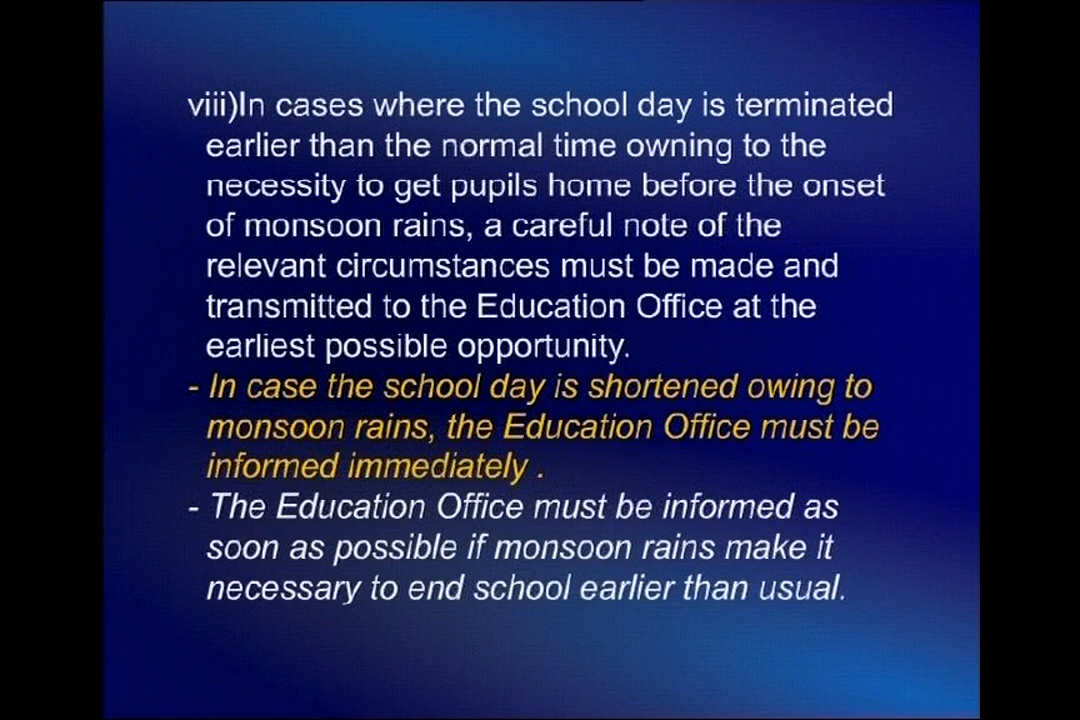 viii)In cases where the school day is terminated
earlier than the normal time owning to the
necessity to get pupils home before the onset
of monsoon rains, a careful note of the
relevant circumstances must be made and
transmitted to the Education Office at the
earliest possible opportunity.
- In case the school day is shortened owing to
monsoon rains, the Education Office must be
informed immediately .
- The Education Office must be informed as
soon as possible if monsoon rains make it
necessary to end school earlier than usual.